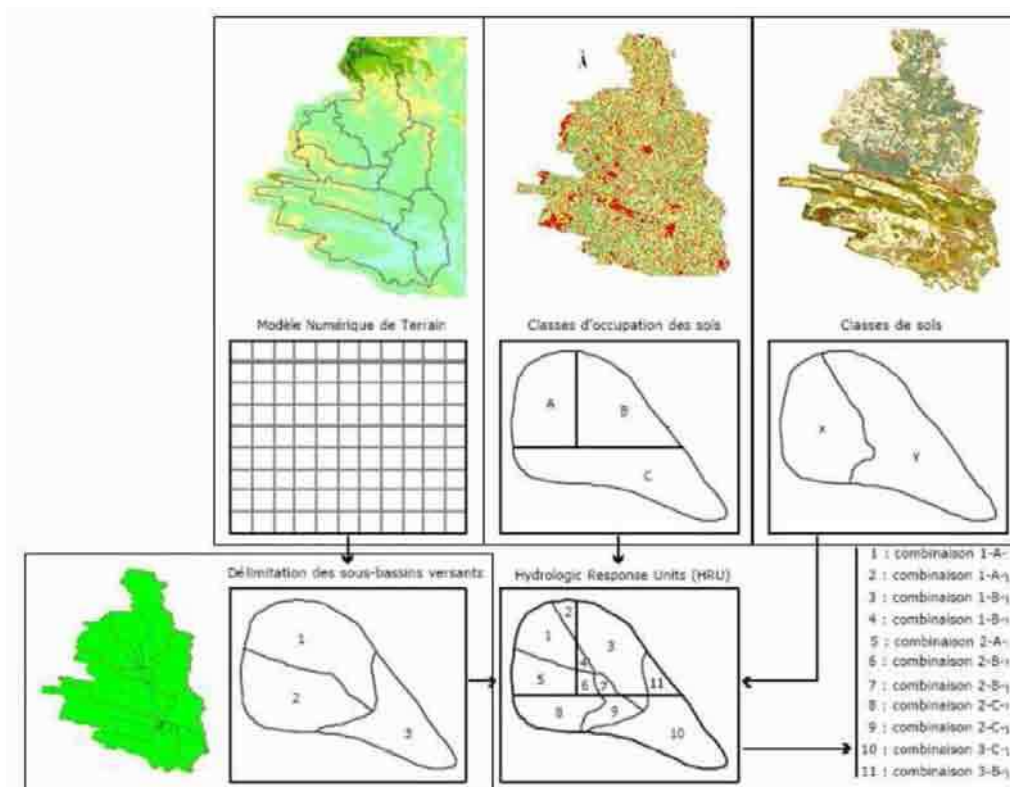 Modèle Numérique de Terrain
Classes d'occupation des sols
Classes de sols
A
B
C
X
Y
Délimitation des sous-bassins versants
Hydrologic Response Units (HRU)
1
2
3
1
2
3
4
5
6
7
8
9
10
11
1 : combinaison 1-A-
2 : combinaison 1-A-
3 : combinaison 1-B-
4 : combinaison 1-B-
5 : combinaison 2-A-
6 : combinaison 2-B-
7 : combinaison 2-B-
8 : combinaison 2-C-
9 : combinaison 2-C-
10 : combinaison 3-C-
11 : combinaison 3-B-